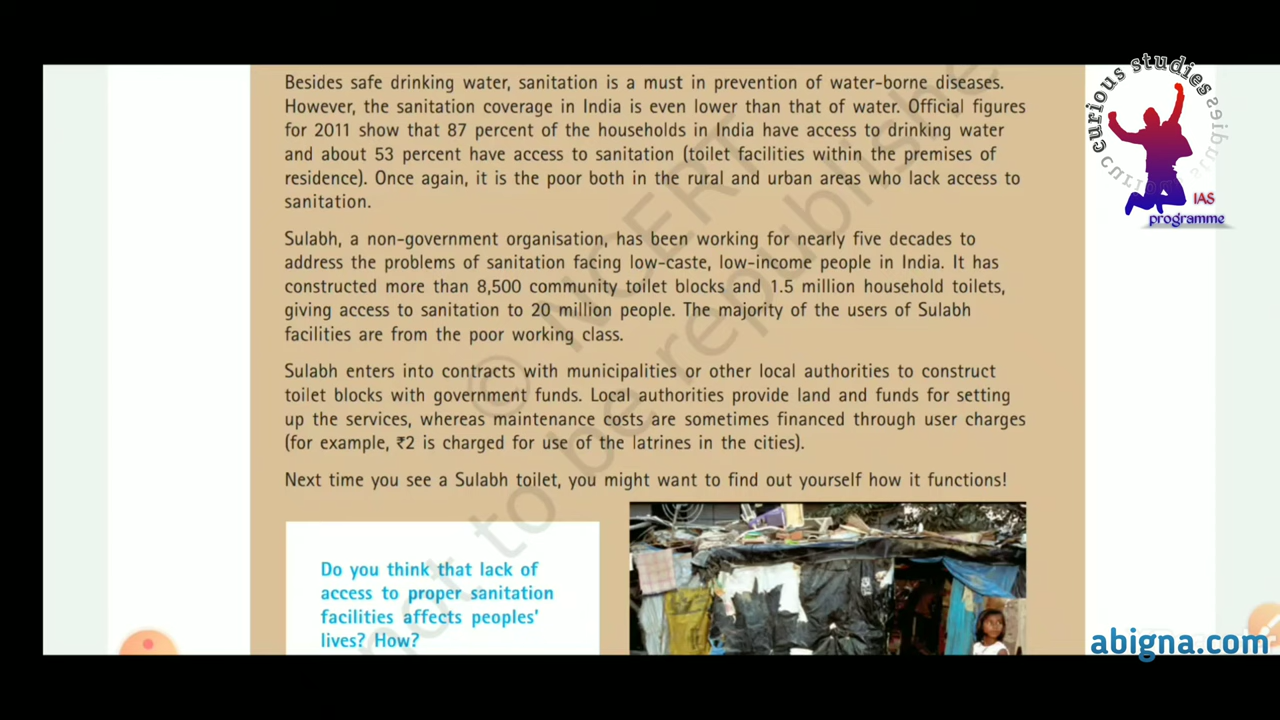 Besides safe drinking water, sanitation is a must in prevention of water-borne diseases.
However, the sanitation coverage in India is even lower than that of water. Official figures
for 2011 show that 87 percent of the households in India have access to drinking water
and about 53 percent have access to sanitation (toilet facilities within the premises of
residence). Once again, it is the poor both in the rural and urban areas who lack access to
sanitation.
Sulabh, a non-government organisation, has been working for nearly five decades to
address the problems of sanitation facing low-caste, low-income people in India. It has
constructed more than 8,500 community toilet blocks and 1.5 million household toilets,
giving access to sanitation to 20 million people. The majority of the users of Sulabh
facilities are from the poor working class.
Sulabh enters into contracts with municipalities or other local authorities to construct
toilet blocks with government funds. Local authorities provide land and funds for setting
up the services, whereas maintenance costs are sometimes financed through user charges
(for example, ₹2 is charged for use of the latrines in the cities).
Next time you see a Sulabh toilet, you might want to find out yourself how it functions!
Do you think that lack of
access to proper sanitation
facilities affects peoples'
lives? How?
© NCERT
not to be republishe
curious studies
IAS
programme
abigna.com